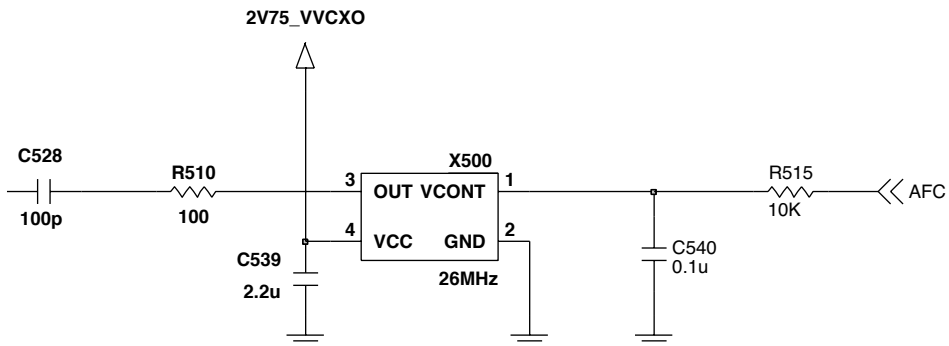 2V75_VVCXO
C528
100p
R510
100
X500
3
OUT
VCONT
1
4
VCC
GND
2
26MHz
C539
2.2u
R515
10K
AFC
C540
0.1u